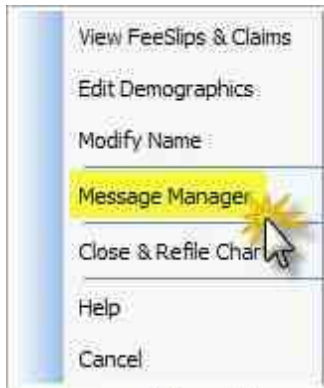 View FeeSlips & Claims
Edit Demographics
Modify Name
Message Manager
Close & Refile Char
Help
Cancel